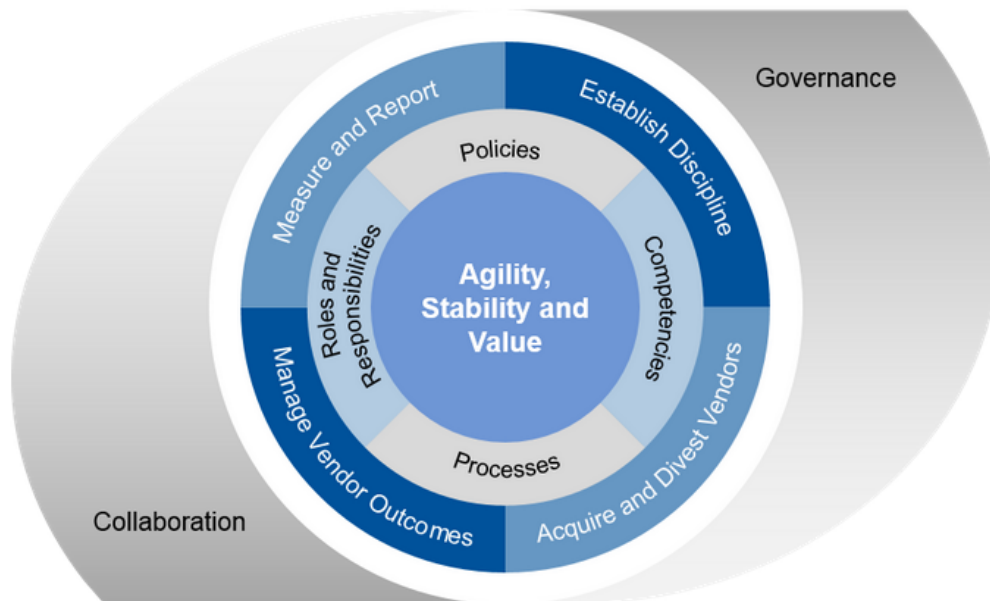 Governance
Establish Discipline
Measure and Report
Policies
Roles and
Responsibilities
Competencies
Agility,
Stability and
Value
Processes
Manage Vendor Outcomes
Acquire and Divest Vendors
Collaboration